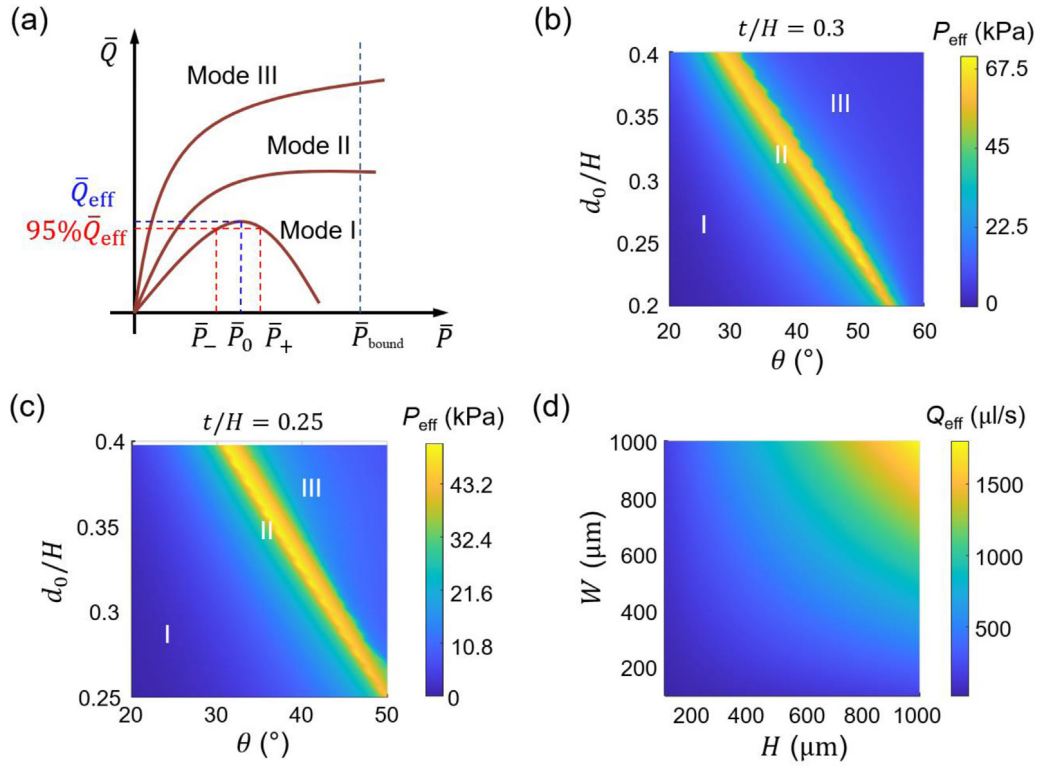 (a)
Q̄
Mode III
Mode II
Q̄eff
95%Q̄eff
Mode I
P̄₋ P̄₀ P̄₊ P̄bound P̄
(b)
t/H = 0.3
Peff (kPa)
0.4
0.35
0.3
0.25
0.2
d₀/H
I
II
III
20 30 40 50 60
θ (°)
67.5
45
22.5
0
(c)
t/H = 0.25
Peff (kPa)
0.4
0.35
0.3
0.25
d₀/H
I
II
III
20 30 40 50
θ (°)
43.2
32.4
21.6
10.8
0
(d)
Qeff (μl/s)
1000
800
600
400
200
W (μm)
200 400 600 800 1000
H (μm)
1500
1000
500